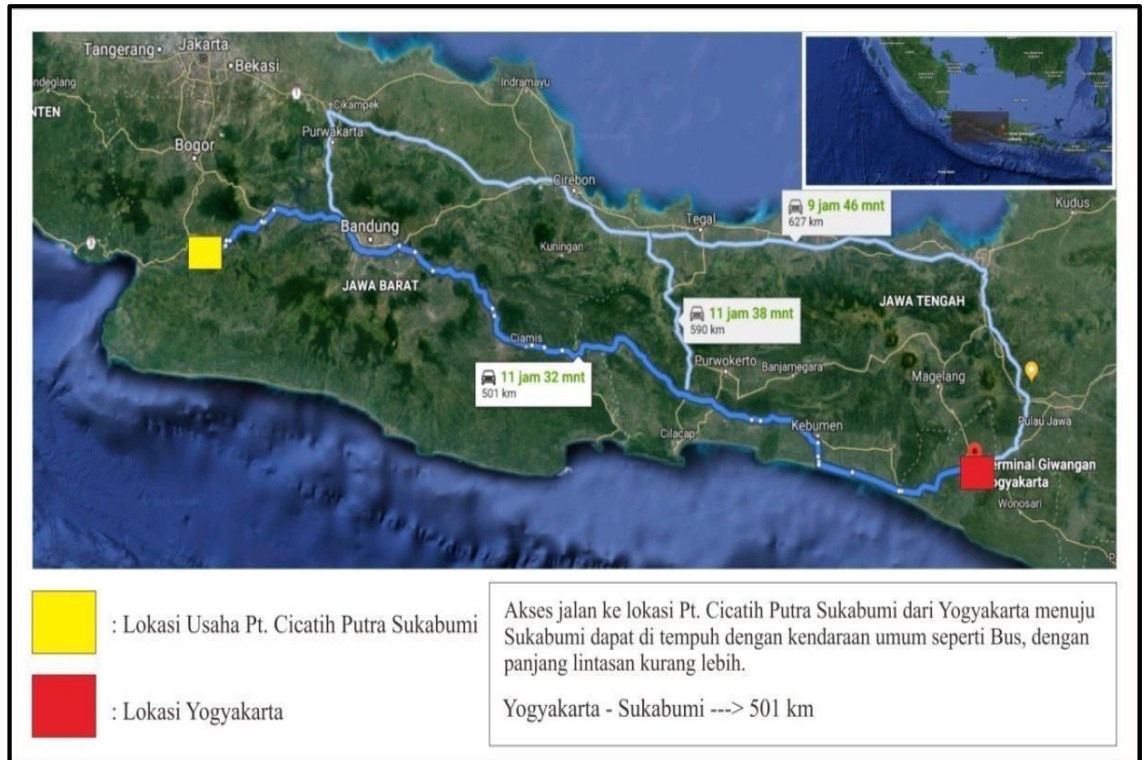 Tangerang
Jakarta
Bekasi
ndeglang
NTEN
Cikampek
Indramayu
Purwakarta
Bogor
Cirebon
Tegal
9 jam 46 mnt
627 km
Kudus
Bandung
Kuningan
JAWA BARAT
JAWA TENGAH
11 jam 38 mnt
590 km
Ciamis
Purwokerto
Banjarnegara
Magelang
11 jam 32 mnt
501 km
Cilacap
Kebumen
Pulau Jawa
erminal Giwangan
ogyakarta
Wonosari
: Lokasi Usaha Pt. Cicatih Putra Sukabumi
: Lokasi Yogyakarta
Akses jalan ke lokasi Pt. Cicatih Putra Sukabumi dari Yogyakarta menuju
Sukabumi dapat di tempuh dengan kendaraan umum seperti Bus, dengan
panjang lintasan kurang lebih.
Yogyakarta - Sukabumi ---> 501 km